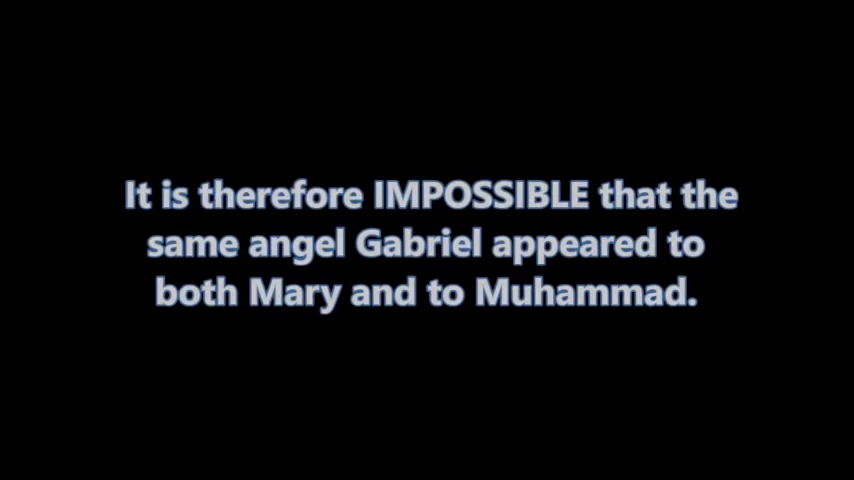 It is therefore IMPOSSIBLE that the
same angel Gabriel appeared to
both Mary and to Muhammad.